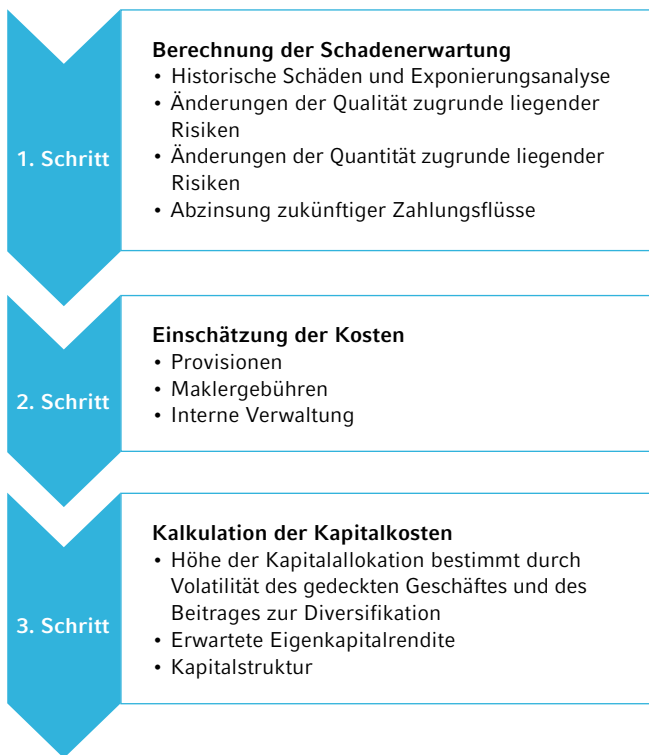 1. Schritt
Berechnung der Schadenerwartung
• Historische Schäden und Exponierungsanalyse
• Änderungen der Qualität zugrunde liegender
Risiken
• Änderungen der Quantität zugrunde liegender
Risiken
• Abzinsung zukünftiger Zahlungsflüsse
2. Schritt
Einschätzung der Kosten
• Provisionen
• Maklergebühren
• Interne Verwaltung
3. Schritt
Kalkulation der Kapitalkosten
• Höhe der Kapitalallokation bestimmt durch
Volatilität des gedeckten Geschäftes und des
Beitrages zur Diversifikation
• Erwartete Eigenkapitalrendite
• Kapitalstruktur